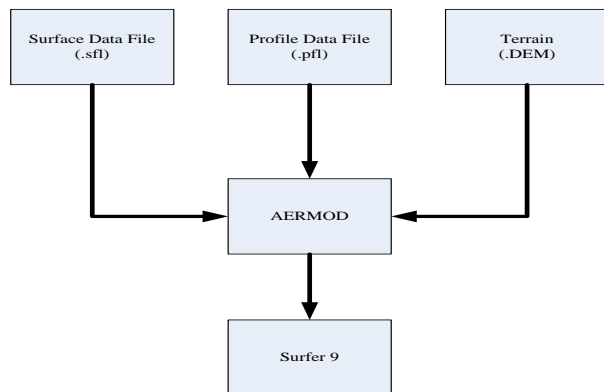 Surface Data File
(.sfl)
Profile Data File
(.pfl)
Terrain
(.DEM)
AERMOD
Surfer 9